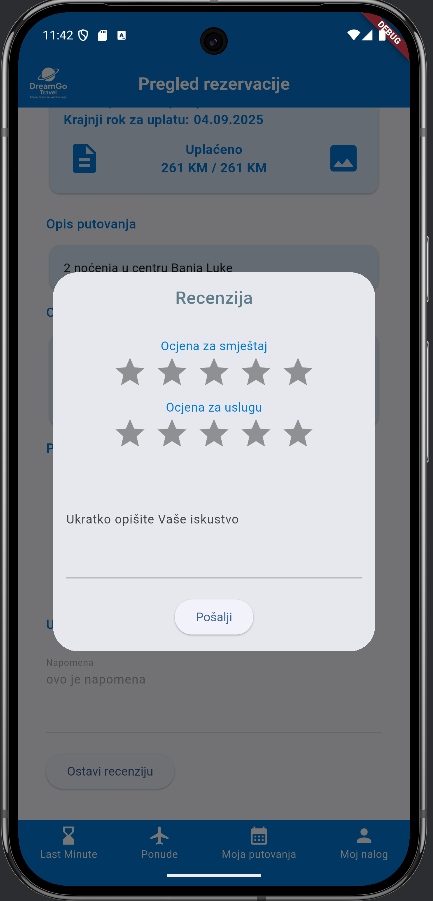 11:42
DEBUG
DreamGo
Travel
Pregled rezervacije
Krajnji rok za uplatu: 04.09.2025
Uplaćeno
261 KM / 261 KM
Opis putovanja
2 noćenja u centru Banja Luke
O
Recenzija
Ocjena za smještaj
Ocjena za uslugu
P
Ukratko opišite Vaše iskustvo
Pošalji
U
Napomena
ovo je napomena
Ostavi recenziju
Last Minute
Ponude
Moja putovanja
Moj nalog